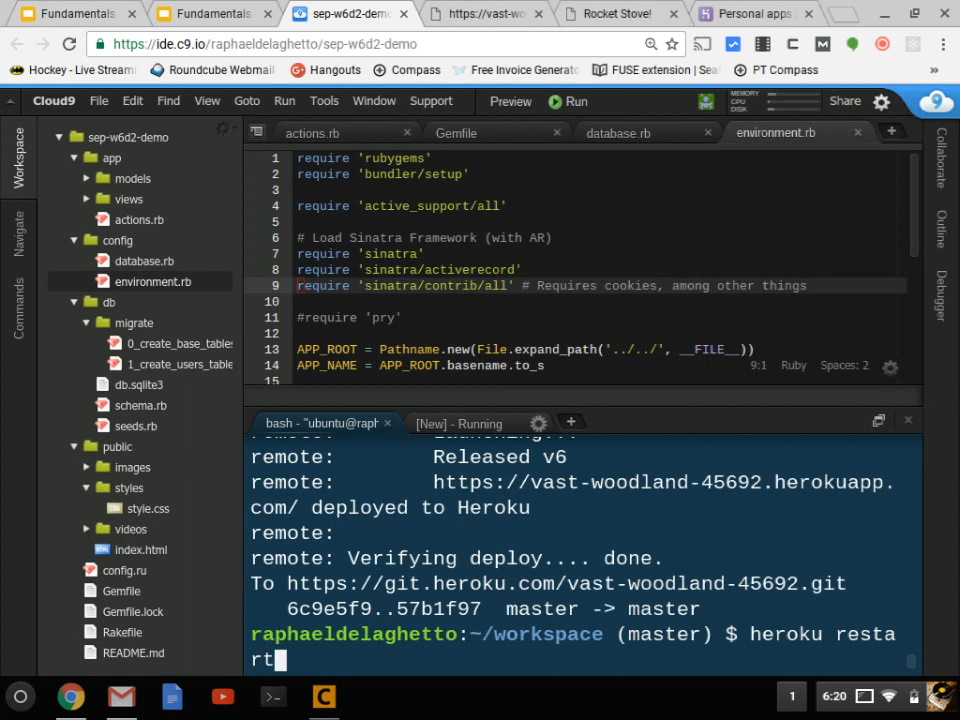 Fundamentals
Fundamentals
sep-w6d2-demo
https://vast-wo
Rocket Stove!
Personal apps
https://ide.c9.io/raphaeldelaghetto/sep-w6d2-demo
Hockey - Live Streami
Roundcube Webmail
Hangouts
Compass
Free Invoice Generato
FUSE extension | Sea
PT Compass
»
Cloud9 File Edit Find View Goto Run Tools Window Support Preview Run MEMORY CPU DISK Share
Workspace
Navigate
Commands
sep-w6d2-demo
app
models
views
actions.rb
config
database.rb
environment.rb
db
migrate
0_create_base_tables
1_create_users_table
db.sqlite3
schema.rb
seeds.rb
public
images
styles
style.css
videos
index.html
config.ru
Gemfile
Gemfile.lock
Rakefile
README.md
actions.rb Gemfile database.rb environment.rb
1 require 'rubygems'
2 require 'bundler/setup'
3
4 require 'active_support/all'
5
6 # Load Sinatra Framework (with AR)
7 require 'sinatra'
8 require 'sinatra/activerecord'
9 require 'sinatra/contrib/all' # Requires cookies, among other things
10
11 #require 'pry'
12
13 APP_ROOT = Pathname.new(File.expand_path('../../', __FILE__))
14 APP_NAME = APP_ROOT.basename.to_s
15
9:1 Ruby Spaces: 2
bash - "ubuntu@raph
[New] - Running
remote: Launching...
remote: Released v6
remote: https://vast-woodland-45692.herokuapp.
com/ deployed to Heroku
remote:
remote: Verifying deploy.... done.
To https://git.heroku.com/vast-woodland-45692.git
6c9e5f9..57b1f97 master -> master
raphaeldelaghetto:~/workspace (master) $ heroku resta
rt
Collaborate
Outline
Debugger
1
6:20